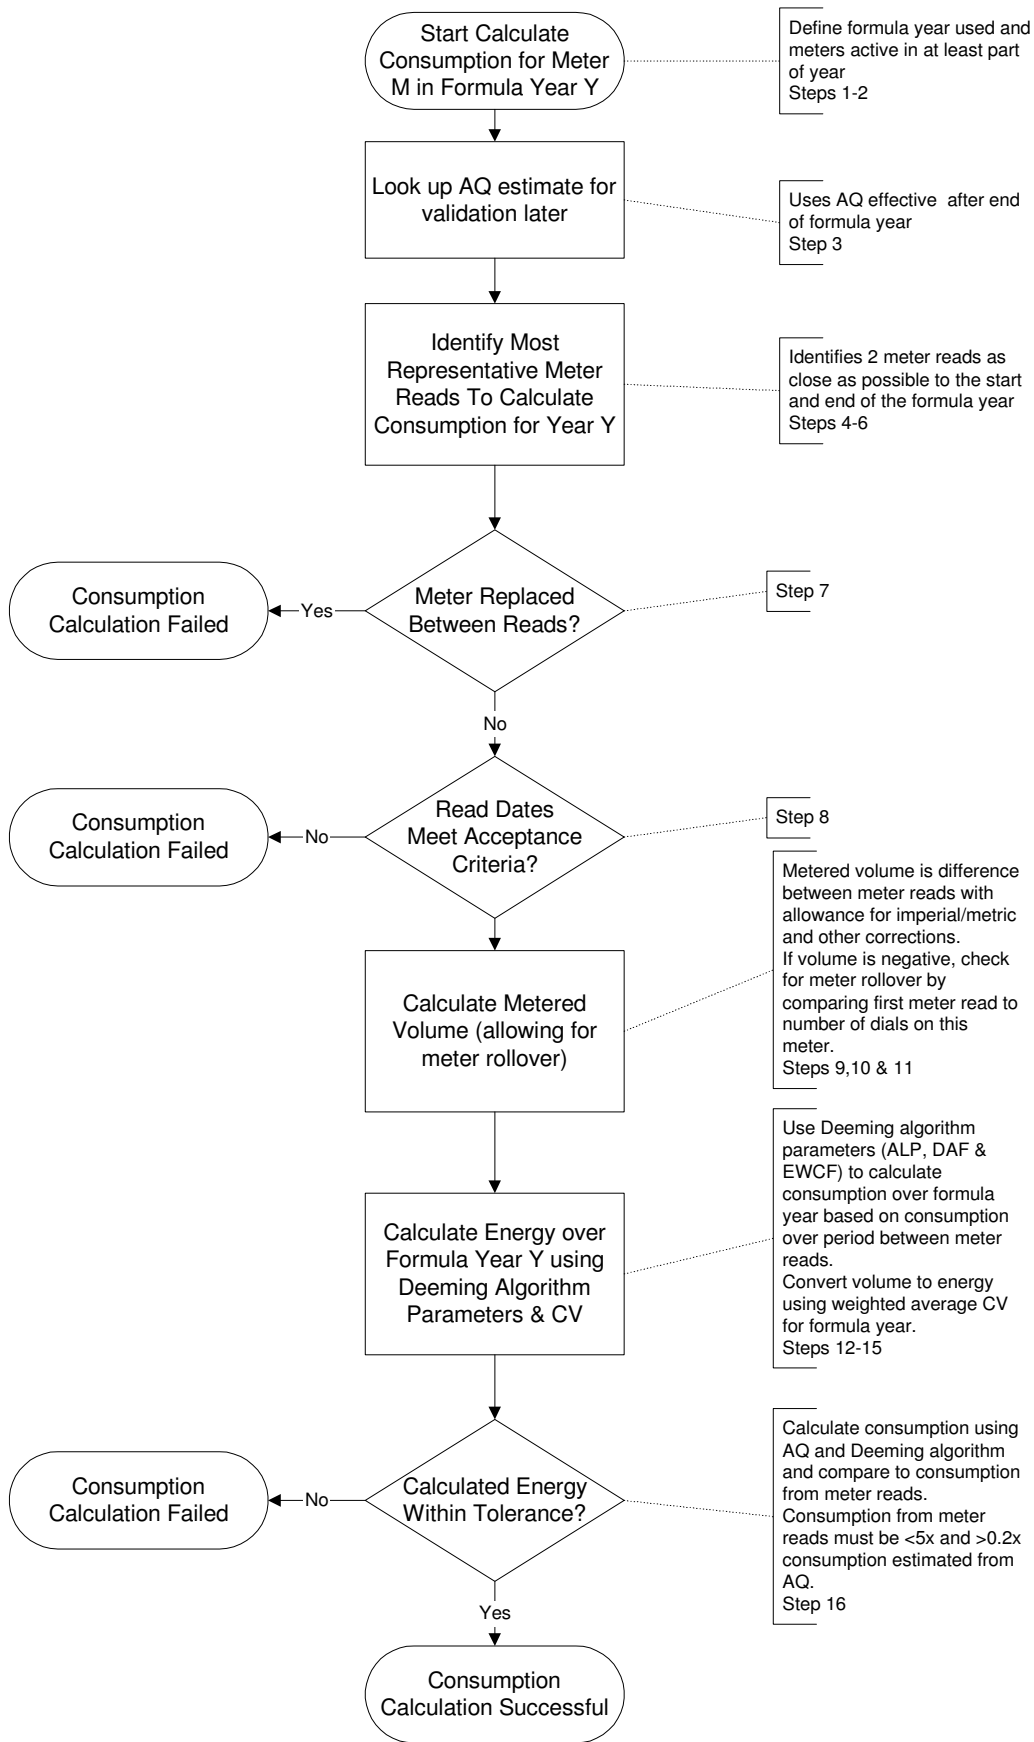 Start Calculate
Consumption for Meter
M in Formula Year Y
Define formula year used and
meters active in at least part
of year
Steps 1-2
Look up AQ estimate for
validation later
Uses AQ effective  after end
of formula year
Step 3
Identify Most
Representative Meter
Reads To Calculate
Consumption for Year Y
Identifies 2 meter reads as
close as possible to the start
and end of the formula year
Steps 4-6
Meter Replaced
Between Reads?
Yes
Consumption
Calculation Failed
Step 7
No
Read Dates
Meet Acceptance
Criteria?
No
Consumption
Calculation Failed
Step 8
Calculate Metered
Volume (allowing for
meter rollover)
Metered volume is difference
between meter reads with
allowance for imperial/metric
and other corrections.
If volume is negative, check
for meter rollover by
comparing first meter read to
number of dials on this
meter.
Steps 9,10 & 11
Calculate Energy over
Formula Year Y using
Deeming Algorithm
Parameters & CV
Use Deeming algorithm
parameters (ALP, DAF &
EWCF) to calculate
consumption over formula
year based on consumption
over period between meter
reads.
Convert volume to energy
using weighted average CV
for formula year.
Steps 12-15
Calculated Energy
Within Tolerance?
No
Consumption
Calculation Failed
Calculate consumption using
AQ and Deeming algorithm
and compare to consumption
from meter reads.
Consumption from meter
reads must be <5x and >0.2x
consumption estimated from
AQ.
Step 16
Yes
Consumption
Calculation Successful